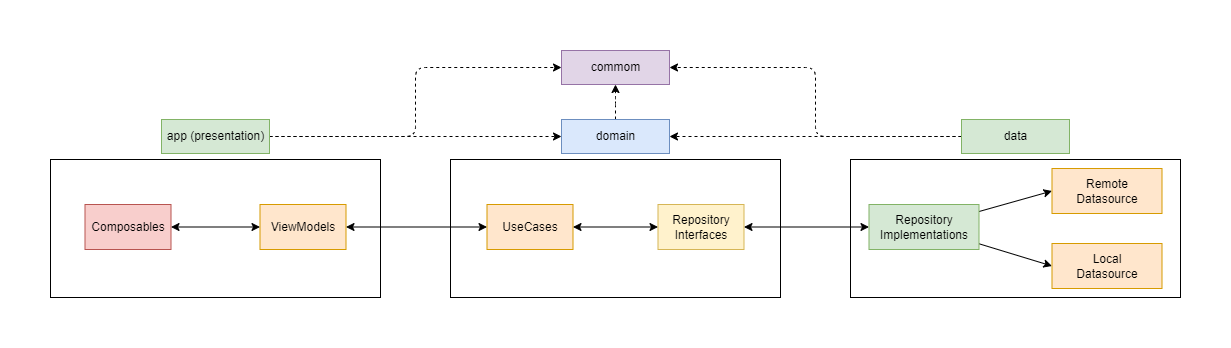 commom
app (presentation)
domain
data
Composables
ViewModels
UseCases
Repository
Interfaces
Repository
Implementations
Remote
Datasource
Local
Datasource